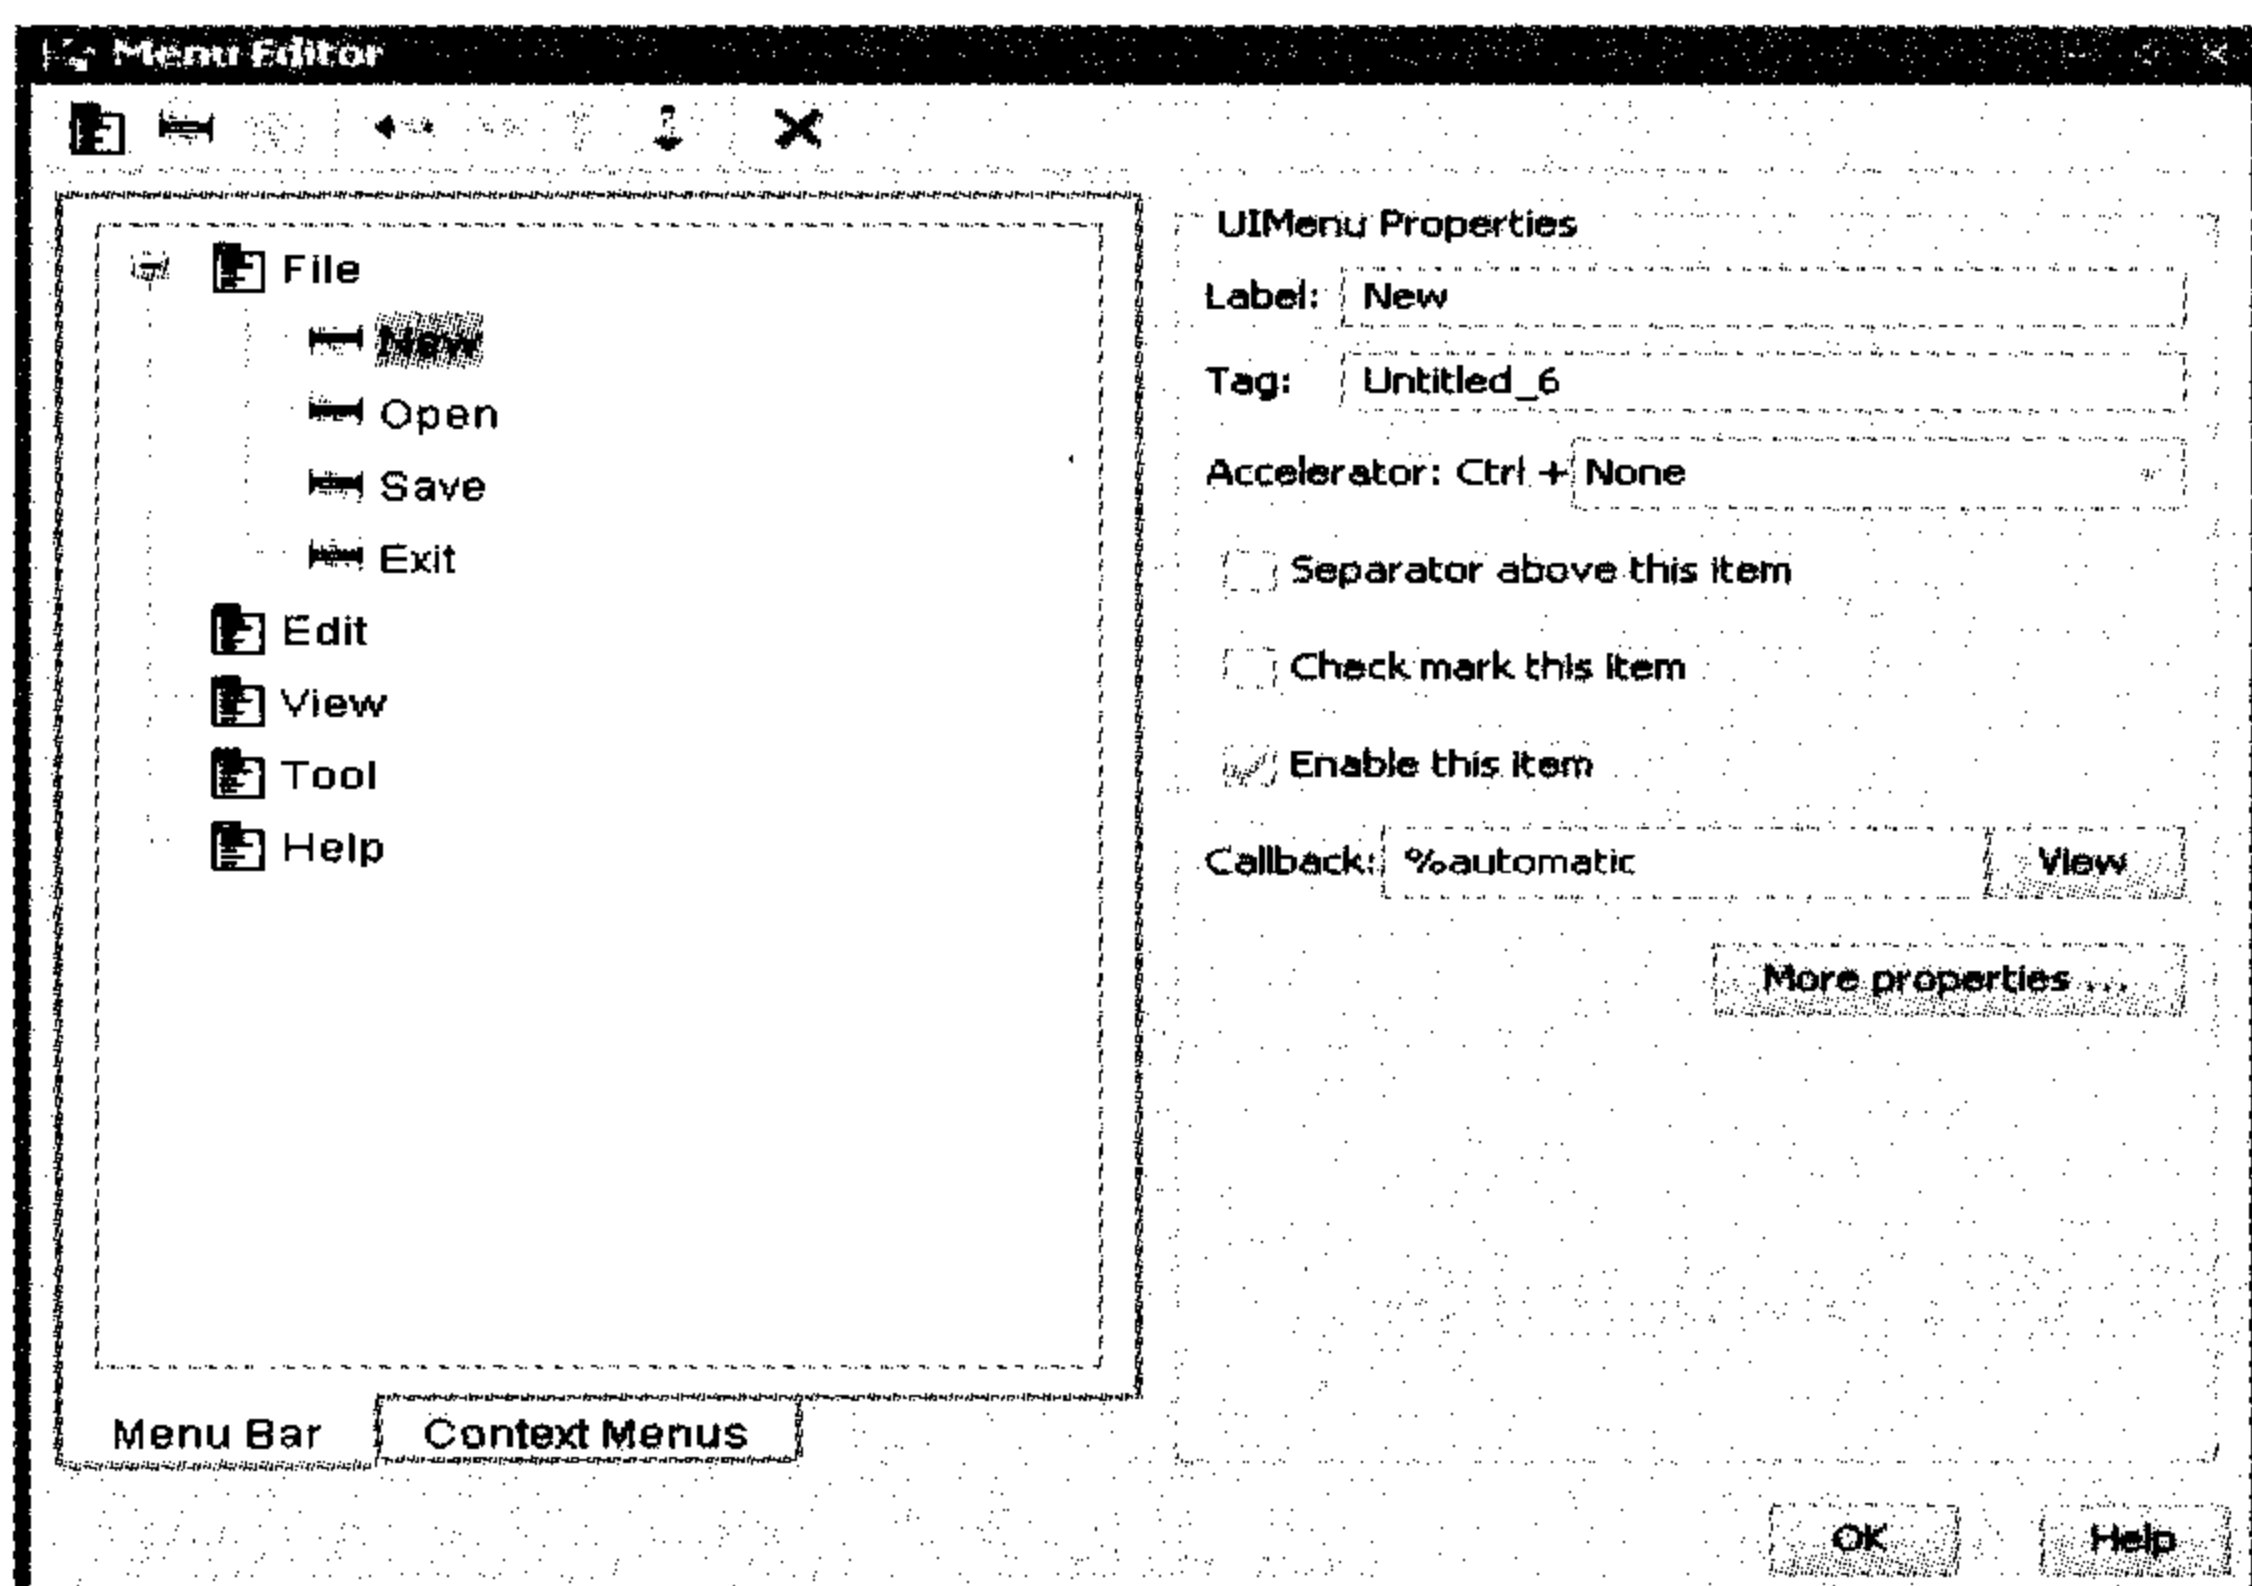 Menu Editor
File
New
Open
Save
Exit
Edit
View
Tool
Help
Menu Bar
Context Menus
UIMenu Properties
Label: New
Tag: Untitled_6
Accelerator: Ctrl + None
Separator above this item
Check mark this item
Enable this item
Callback: %automatic View
More properties ...
OK Help